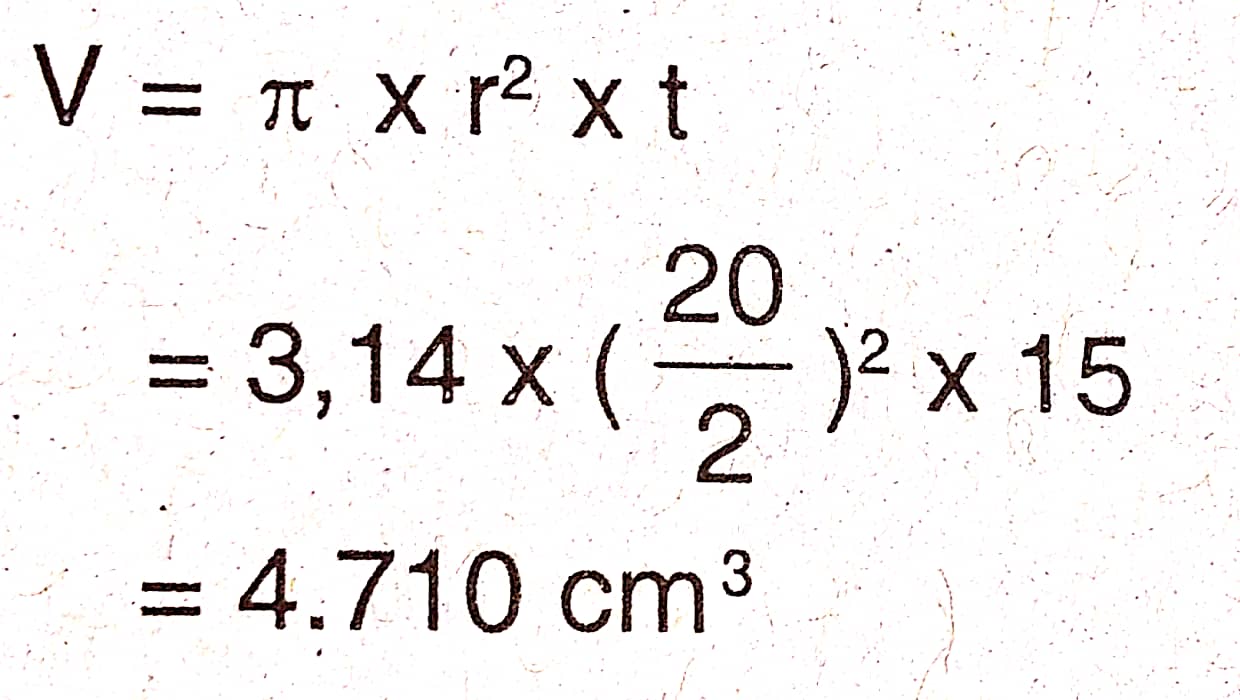 V = π x r² x t
= 3,14 x ( 20/2 )² x 15
= 4.710 cm³